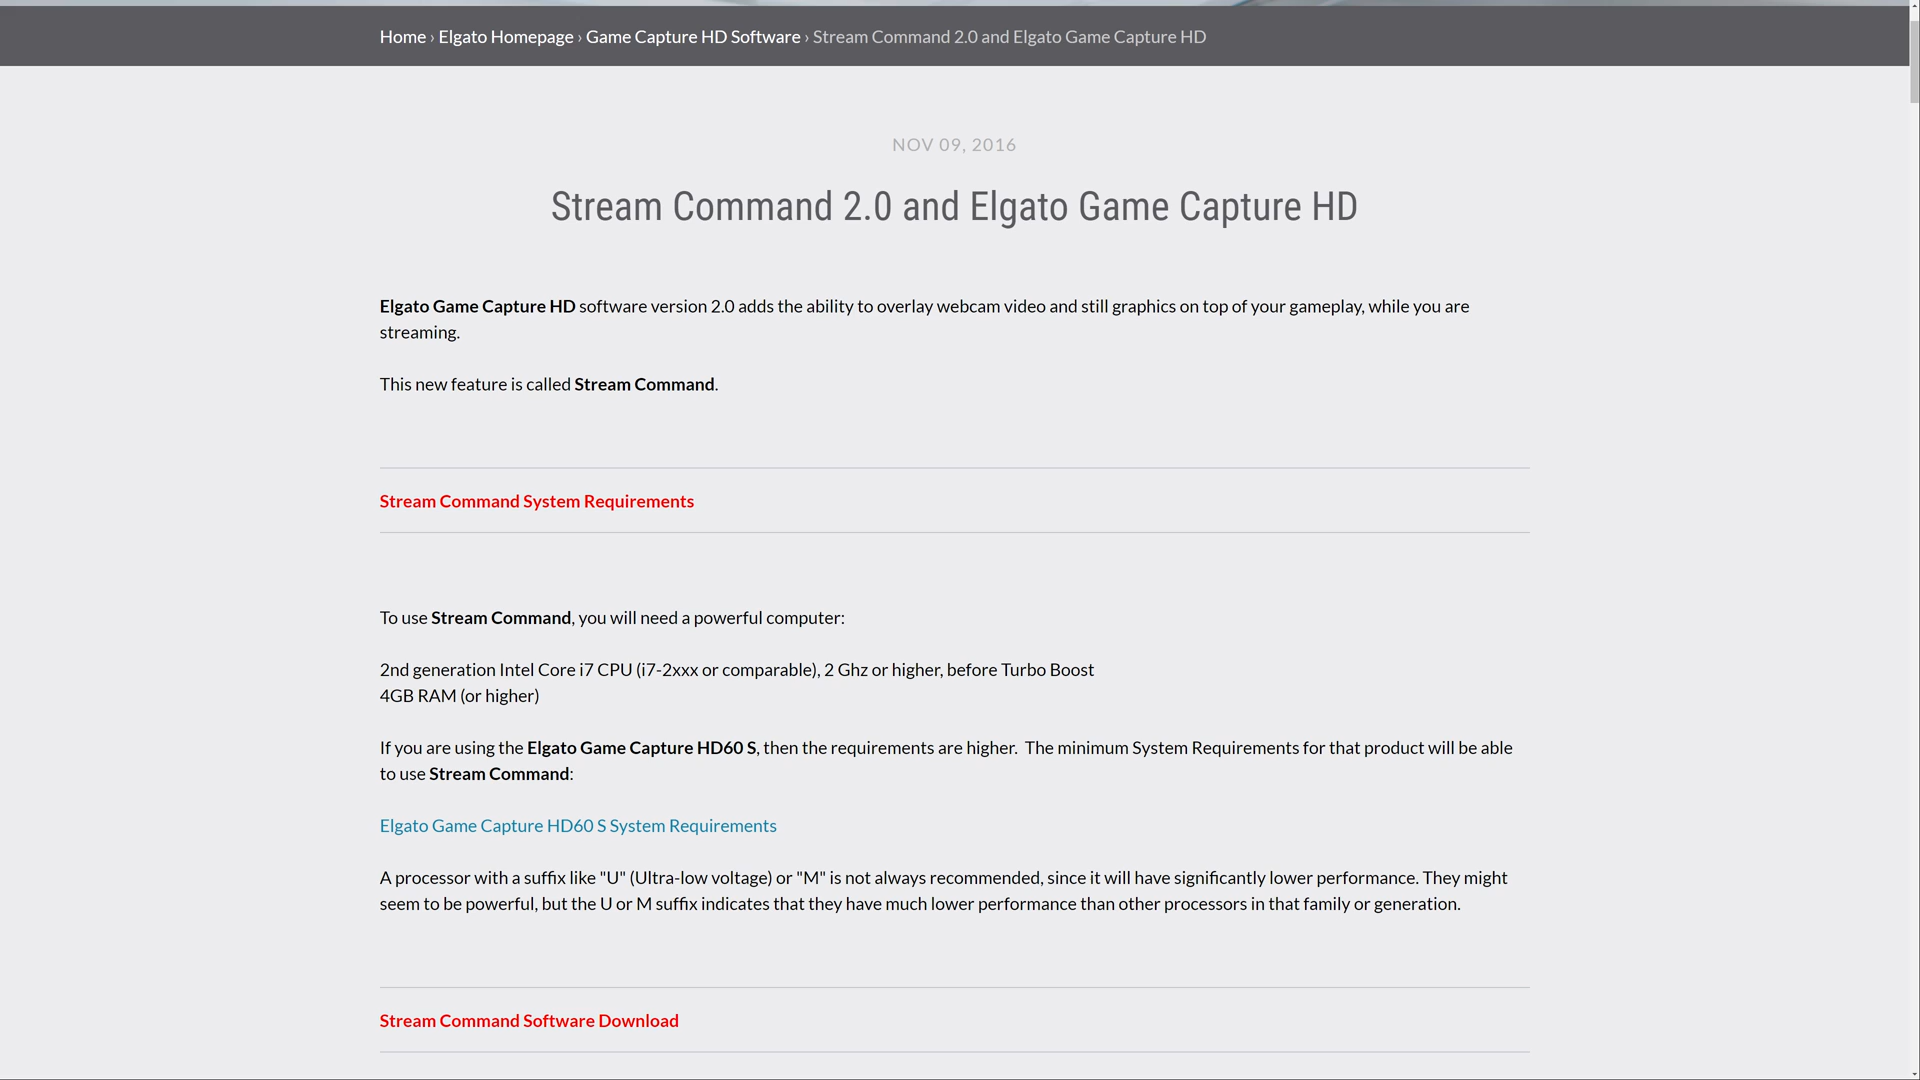 Home › Elgato Homepage › Game Capture HD Software › Stream Command 2.0 and Elgato Game Capture HD
NOV 09, 2016
Stream Command 2.0 and Elgato Game Capture HD
Elgato Game Capture HD software version 2.0 adds the ability to overlay webcam video and still graphics on top of your gameplay, while you are
streaming.
This new feature is called Stream Command.
Stream Command System Requirements
To use Stream Command, you will need a powerful computer:
2nd generation Intel Core i7 CPU (i7-2xxx or comparable), 2 Ghz or higher, before Turbo Boost
4GB RAM (or higher)
If you are using the Elgato Game Capture HD60 S, then the requirements are higher.  The minimum System Requirements for that product will be able
to use Stream Command:
Elgato Game Capture HD60 S System Requirements
A processor with a suffix like "U" (Ultra-low voltage) or "M" is not always recommended, since it will have significantly lower performance. They might
seem to be powerful, but the U or M suffix indicates that they have much lower performance than other processors in that family or generation.
Stream Command Software Download